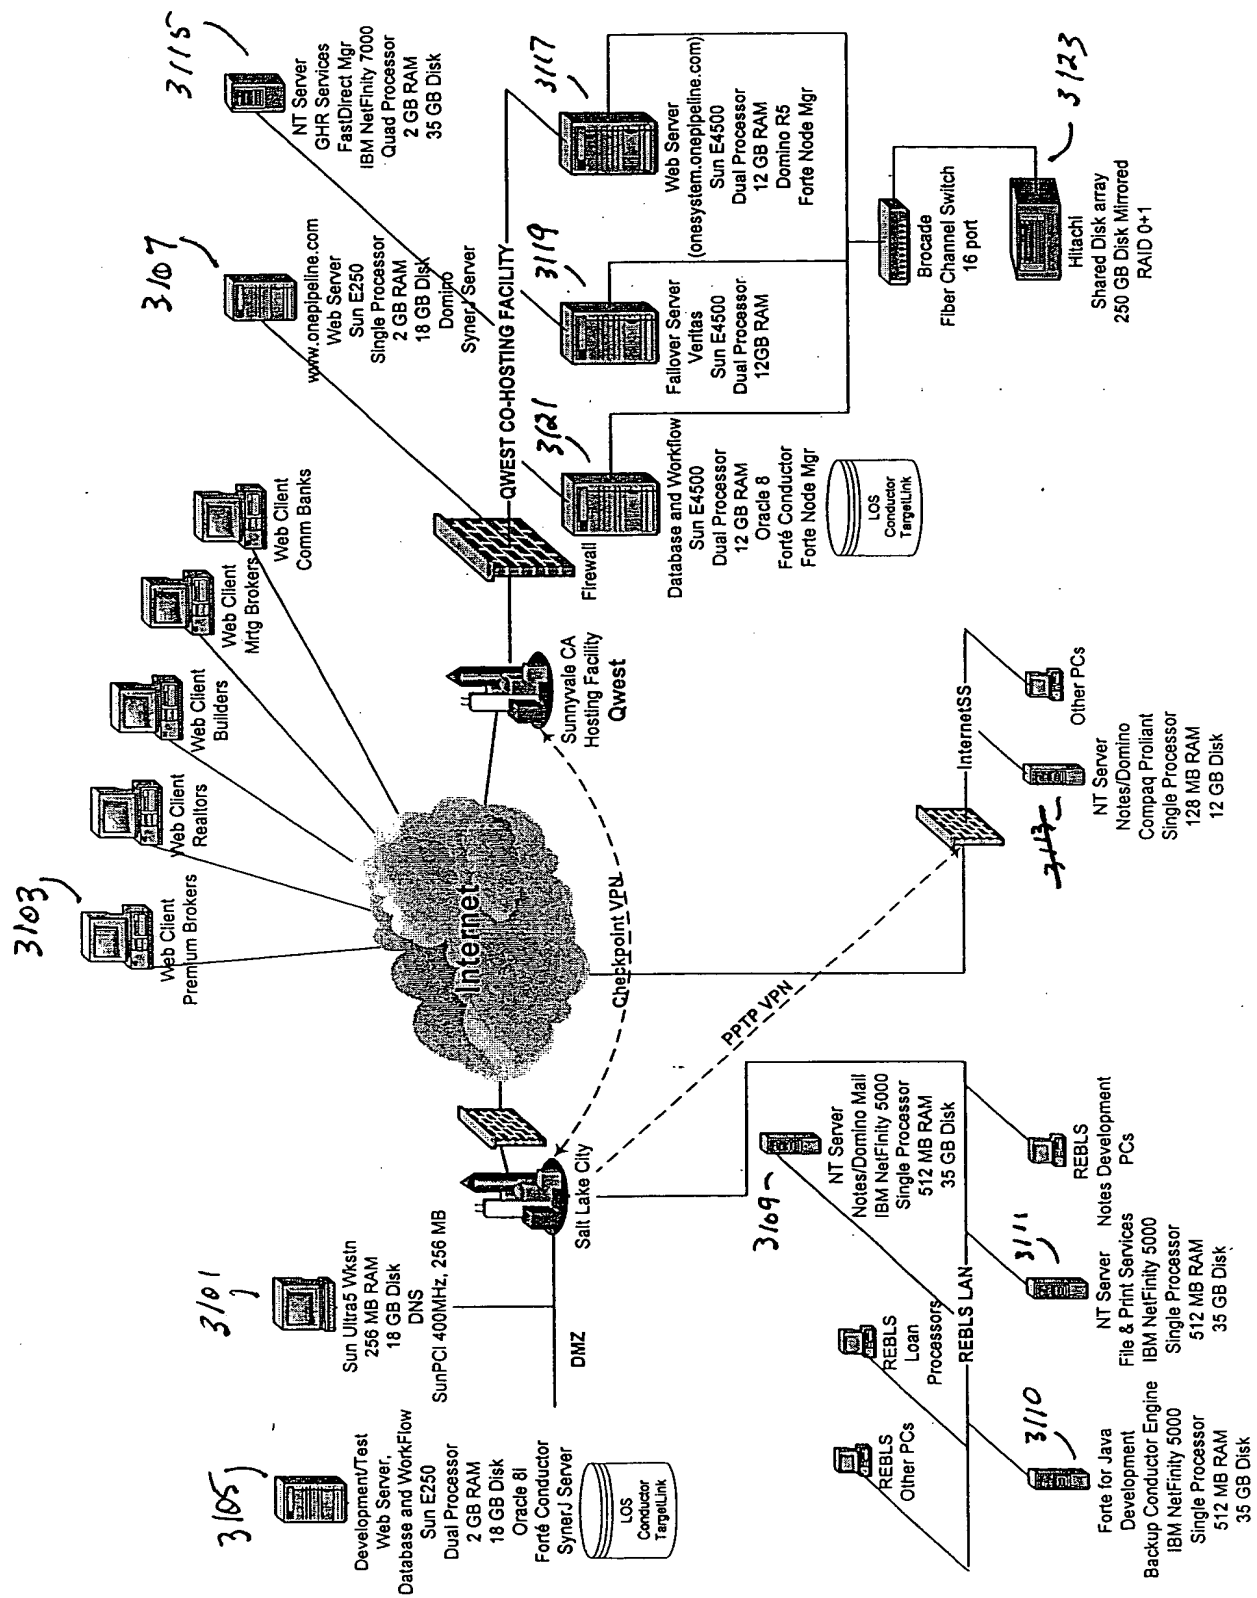 3101
Sun Ultra5 Wkstn
256 MB RAM
18 GB Disk
DNS
SunPCI 400MHz, 256 MB
3105
Development/Test
Web Server,
Database and WorkFlow
Sun E250
Dual Processor
2 GB RAM
18 GB Disk
Oracle 8I
Forté Conductor
SynerJ Server
LOS
Conductor
TargetLink
DMZ
Salt Lake City
3103
Web Client
Premium Brokers
Web Client
Realtors
Web Client
Builders
Web Client
Mrtg Brokers
Web Client
Comm Banks
Internet
Checkpoint VPN
PPTP VPN
Sunnyvale CA
Hosting Facility
Qwest
Firewall
3107
www.onepipeline.com
Web Server
Sun E250
Single Processor
2 GB RAM
18 GB Disk
Domino
SynerJ Server
3115
NT Server
GHR Services
FastDirect Mgr
IBM NetFinity 7000
Quad Processor
2 GB RAM
35 GB Disk
QWEST CO-HOSTING FACILITY
3121
Database and Workflow
Sun E4500
Dual Processor
12 GB RAM
Oracle 8
Forté Conductor
Forte Node Mgr
LOS
Conductor
TargetLink
3119
Failover Server
Veritas
Sun E4500
Dual Processor
12GB RAM
3117
Web Server
(onesystem.onepipeline.com)
Sun E4500
Dual Processor
12 GB RAM
Domino R5
Forte Node Mgr
Brocade
Fiber Channel Switch
16 port
3123
Hitachi
Shared Disk array
250 GB Disk Mirrored
RAID 0+1
3109
NT Server
Notes/Domino Mail
IBM NetFinity 5000
Single Processor
512 MB RAM
35 GB Disk
REBLS LAN
REBLS
Other PCs
REBLS
Loan
Processors
3110
Forte for Java
Development
Backup Conductor Engine
IBM NetFinity 5000
Single Processor
512 MB RAM
35 GB Disk
3111
NT Server
File & Print Services
IBM NetFinity 5000
Single Processor
512 MB RAM
35 GB Disk
REBLS
Notes Development
PCs
InternetSS
3113
NT Server
Notes/Domino
Compaq Proliant
Single Processor
128 MB RAM
12 GB Disk
Other PCs